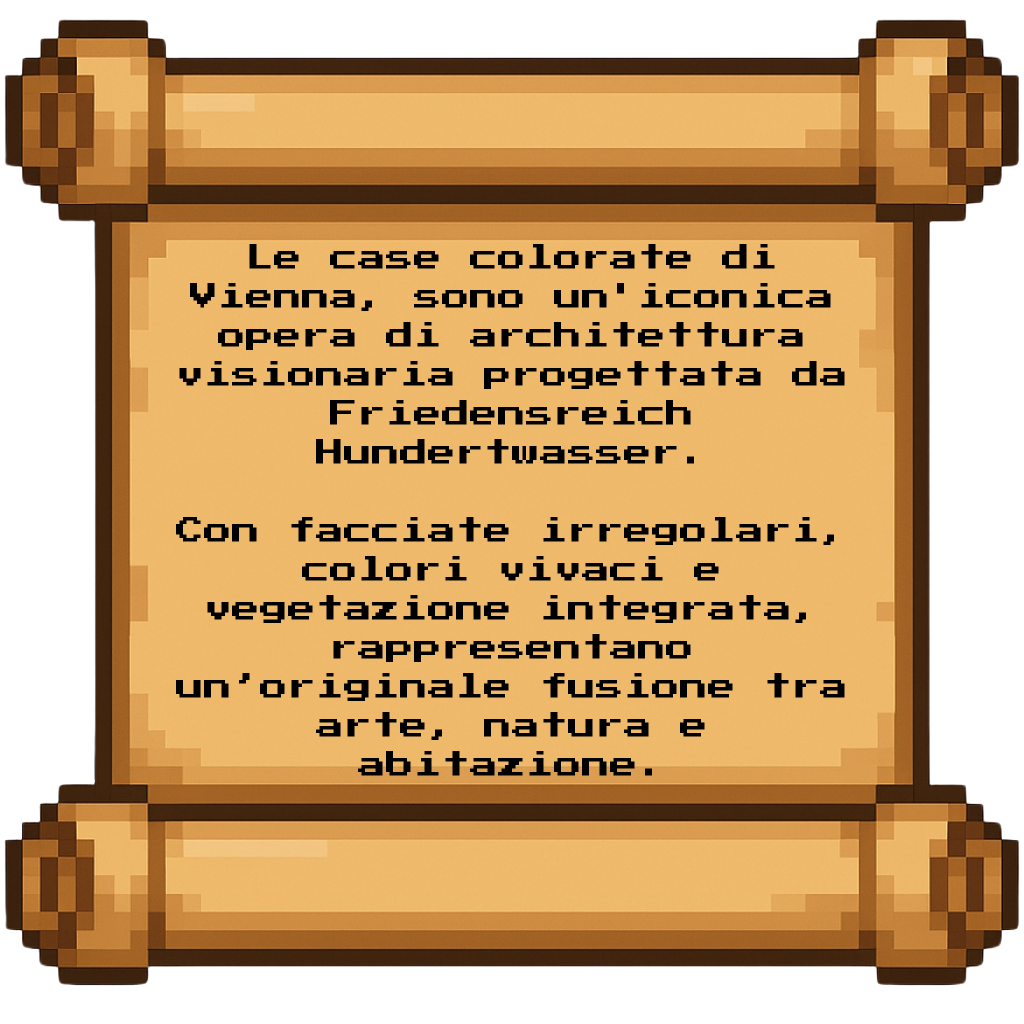 Le case colorate di
Vienna, sono un'iconica
opera di architettura
visionaria progettata da
Friedensreich
Hundertwasser.
Con facciate irregolari,
colori vivaci e
vegetazione integrata,
rappresentano
un’originale fusione tra
arte, natura e
abitazione.